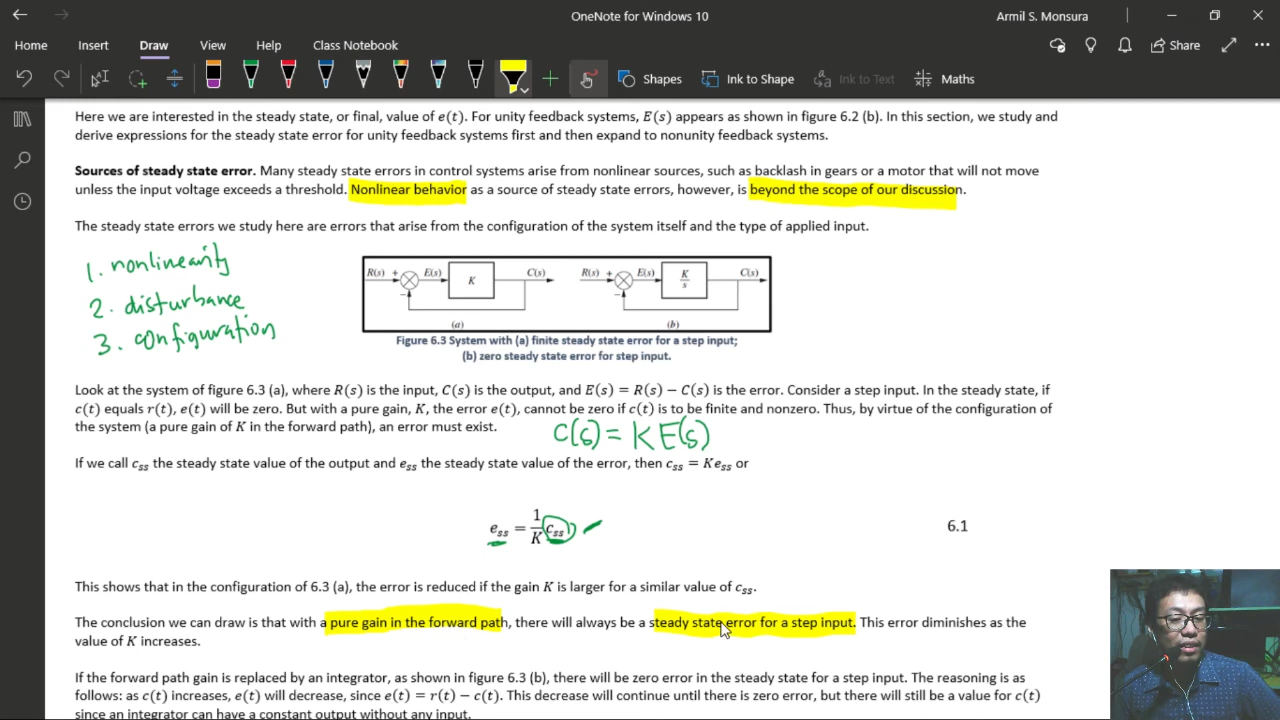 OneNote for Windows 10
Armil S. Monsura
Home Insert Draw View Help Class Notebook
Share
Shapes Ink to Shape Ink to Text Maths
Here we are interested in the steady state, or final, value of e(t). For unity feedback systems, E(s) appears as shown in figure 6.2 (b). In this section, we study and
derive expressions for the steady state error for unity feedback systems first and then expand to nonunity feedback systems.
Sources of steady state error. Many steady state errors in control systems arise from nonlinear sources, such as backlash in gears or a motor that will not move
unless the input voltage exceeds a threshold. Nonlinear behavior as a source of steady state errors, however, is beyond the scope of our discussion.
The steady state errors we study here are errors that arise from the configuration of the system itself and the type of applied input.
1. nonlinearity
2. disturbance
3. configuration
R(s) + E(s) K C(s) −
(a)
R(s) + E(s) K/s C(s) −
(b)
Figure 6.3 System with (a) finite steady state error for a step input;
(b) zero steady state error for step input.
Look at the system of figure 6.3 (a), where R(s) is the input, C(s) is the output, and E(s) = R(s) − C(s) is the error. Consider a step input. In the steady state, if
c(t) equals r(t), e(t) will be zero. But with a pure gain, K, the error e(t), cannot be zero if c(t) is to be finite and nonzero. Thus, by virtue of the configuration of
the system (a pure gain of K in the forward path), an error must exist.
C(s) = K E(s)
If we call css the steady state value of the output and ess the steady state value of the error, then css = Kess or
ess = 1/K css
6.1
This shows that in the configuration of 6.3 (a), the error is reduced if the gain K is larger for a similar value of css.
The conclusion we can draw is that with a pure gain in the forward path, there will always be a steady state error for a step input. This error diminishes as the
value of K increases.
If the forward path gain is replaced by an integrator, as shown in figure 6.3 (b), there will be zero error in the steady state for a step input. The reasoning is as
follows: as c(t) increases, e(t) will decrease, since e(t) = r(t) − c(t). This decrease will continue until there is zero error, but there will still be a value for c(t)
since an integrator can have a constant output without any input.